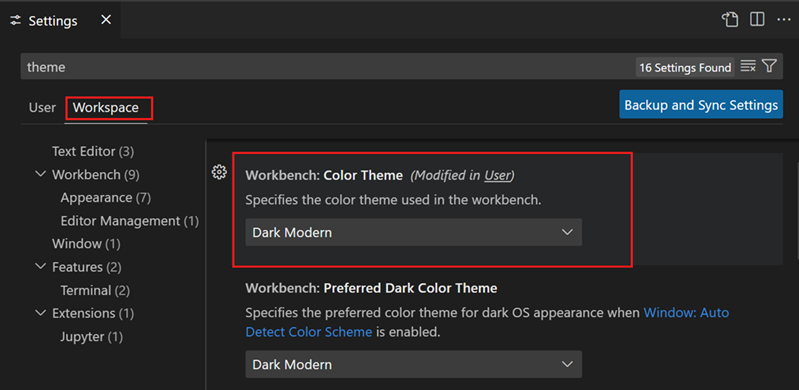 Settings
theme
16 Settings Found
User
Workspace
Backup and Sync Settings
Text Editor (3)
Workbench (9)
Appearance (7)
Editor Management (1)
Window (1)
Features (2)
Terminal (2)
Extensions (1)
Jupyter (1)
Workbench: Color Theme (Modified in User)
Specifies the color theme used in the workbench.
Dark Modern
Workbench: Preferred Dark Color Theme
Specifies the preferred color theme for dark OS appearance when Window: Auto
Detect Color Scheme is enabled.
Dark Modern